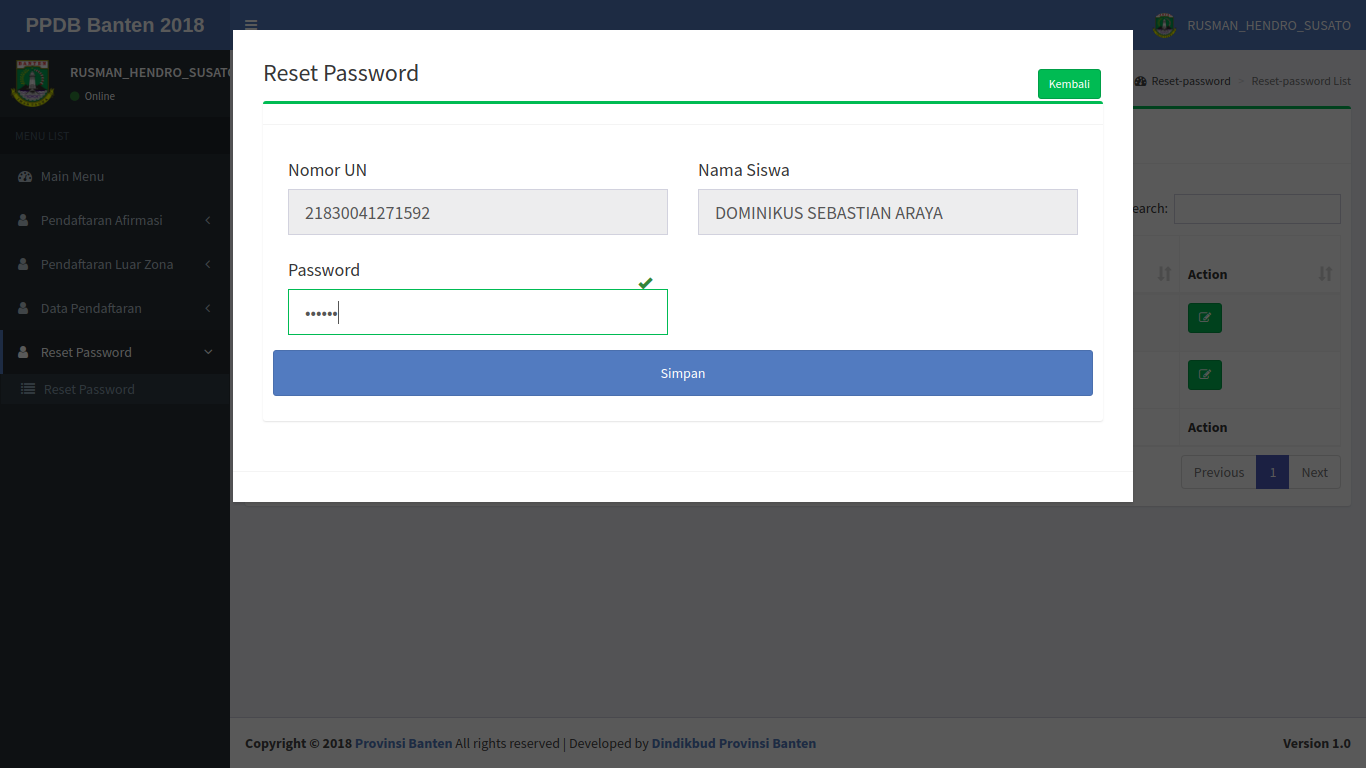 PPDB Banten 2018
RUSMAN_HENDRO_SUSATO
RUSMAN_HENDRO_SUSATO
Online
MENU LIST
Main Menu
Pendaftaran Afirmasi
Pendaftaran Luar Zona
Data Pendaftaran
Reset Password
Reset Password
Reset-password Reset-password List
Reset Password
Kembali
Nomor UN
Nama Siswa
21830041271592
DOMINIKUS SEBASTIAN ARAYA
Password
••••••
Simpan
earch:
Action
Action
Previous 1 Next
Copyright © 2018 Provinsi Banten All rights reserved | Developed by Dindikbud Provinsi Banten
Version 1.0